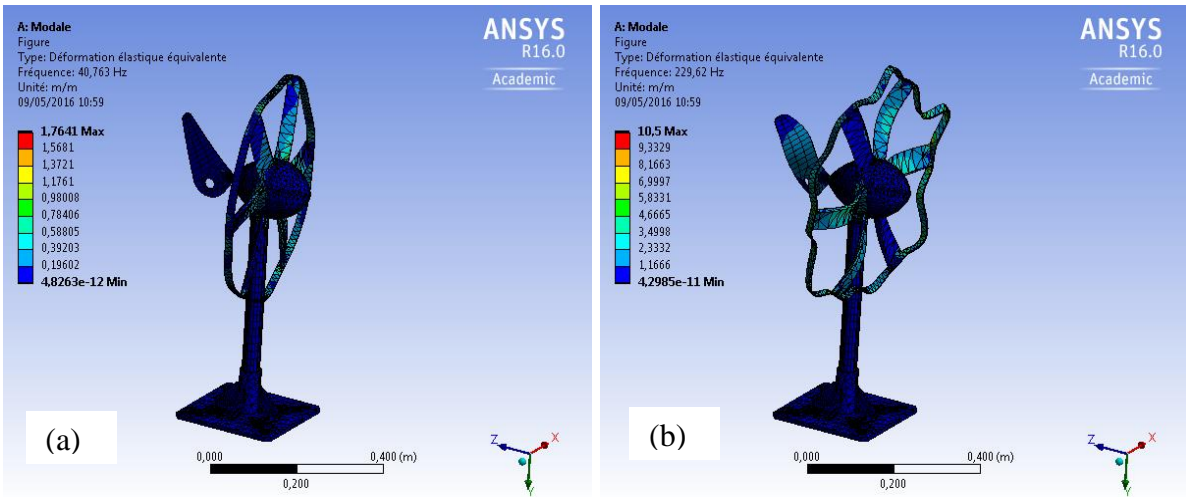 A: Modale
Figure
Type: Déformation élastique équivalente
Fréquence: 40,763 Hz
Unité: m/m
09/05/2016 10:59
1,7641 Max
1,5681
1,3721
1,1761
0,98008
0,78406
0,58805
0,39203
0,19602
4,8263e-12 Min
ANSYS
R16.0
Academic
(a)
0,000
0,400 (m)
0,200
Z
X
Y
A: Modale
Figure
Type: Déformation élastique équivalente
Fréquence: 229,62 Hz
Unité: m/m
09/05/2016 10:59
10,5 Max
9,3329
8,1663
6,9997
5,8331
4,6665
3,4998
2,3332
1,1666
4,2985e-11 Min
ANSYS
R16.0
Academic
(b)
0,000
0,400 (m)
0,200
Z
X
Y